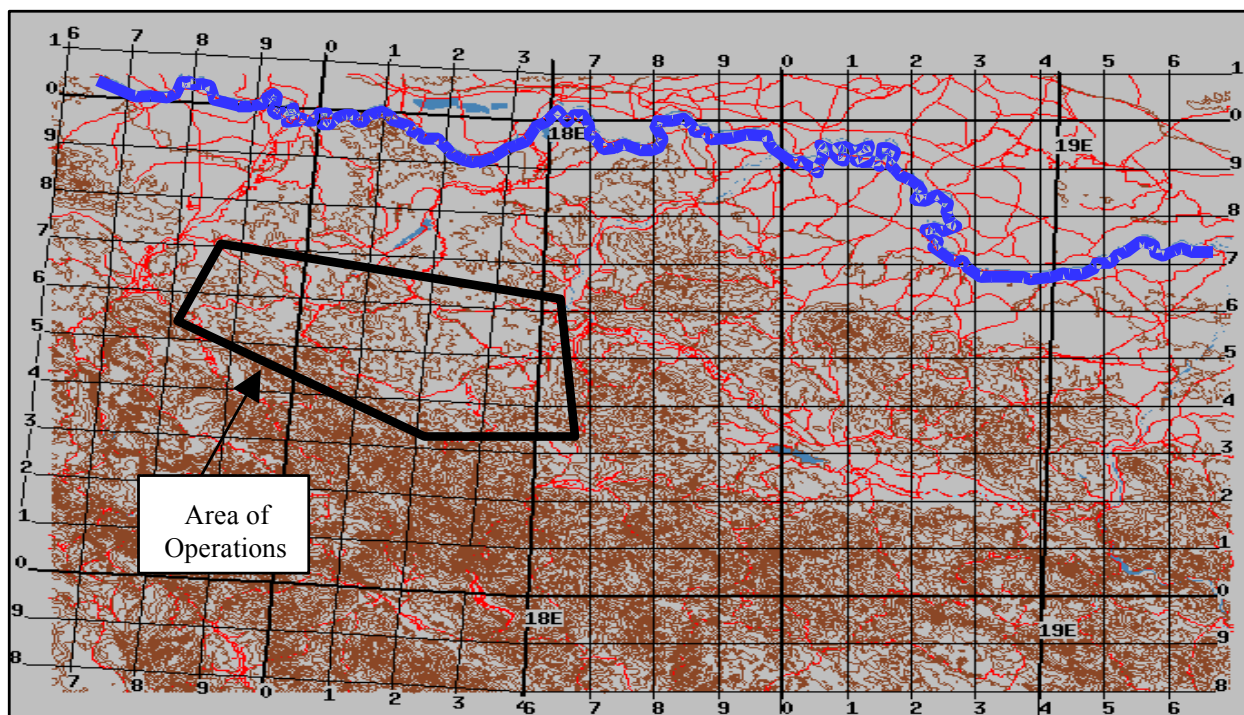 1 6 7 8 9 0 1 2 3 6 7 8 9 0 1 2 3 4 5 6 1
0 0
18E
19E
9 9
8 8
7 7
6 6
5 5
4 4
3 3
2 2
1 1
0 0
9 9
8 8
Area of
Operations
18E
19E
7 8 9 0 1 2 3 4 6 7 8 9 0 1 2 3 4 5 6